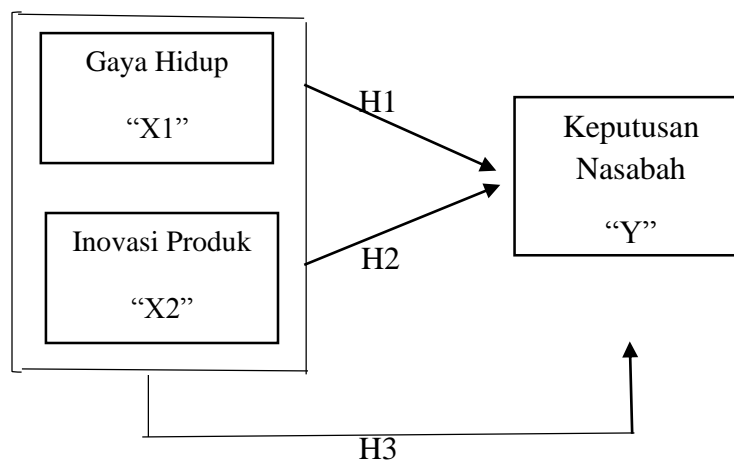 Gaya Hidup
“X1”
H1
Keputusan
Nasabah
“Y”
Inovasi Produk
“X2”
H2
H3